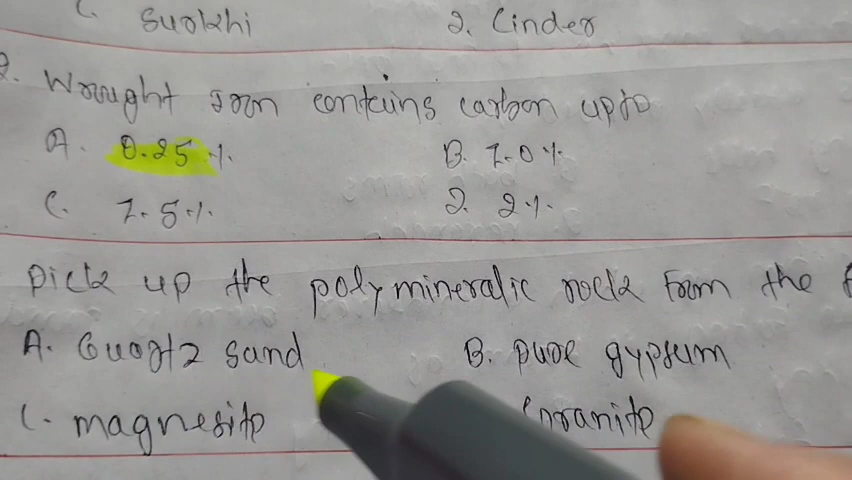 C. Surkhi D. Cinder
2. Wrought Iron contains carbon upto
A. 0.25% B. 1.0%
C. 1.5% D. 2%
Pick up the polymineralic rock from the
A. Quartz sand B. pure gypsum
C. magnesite Granite